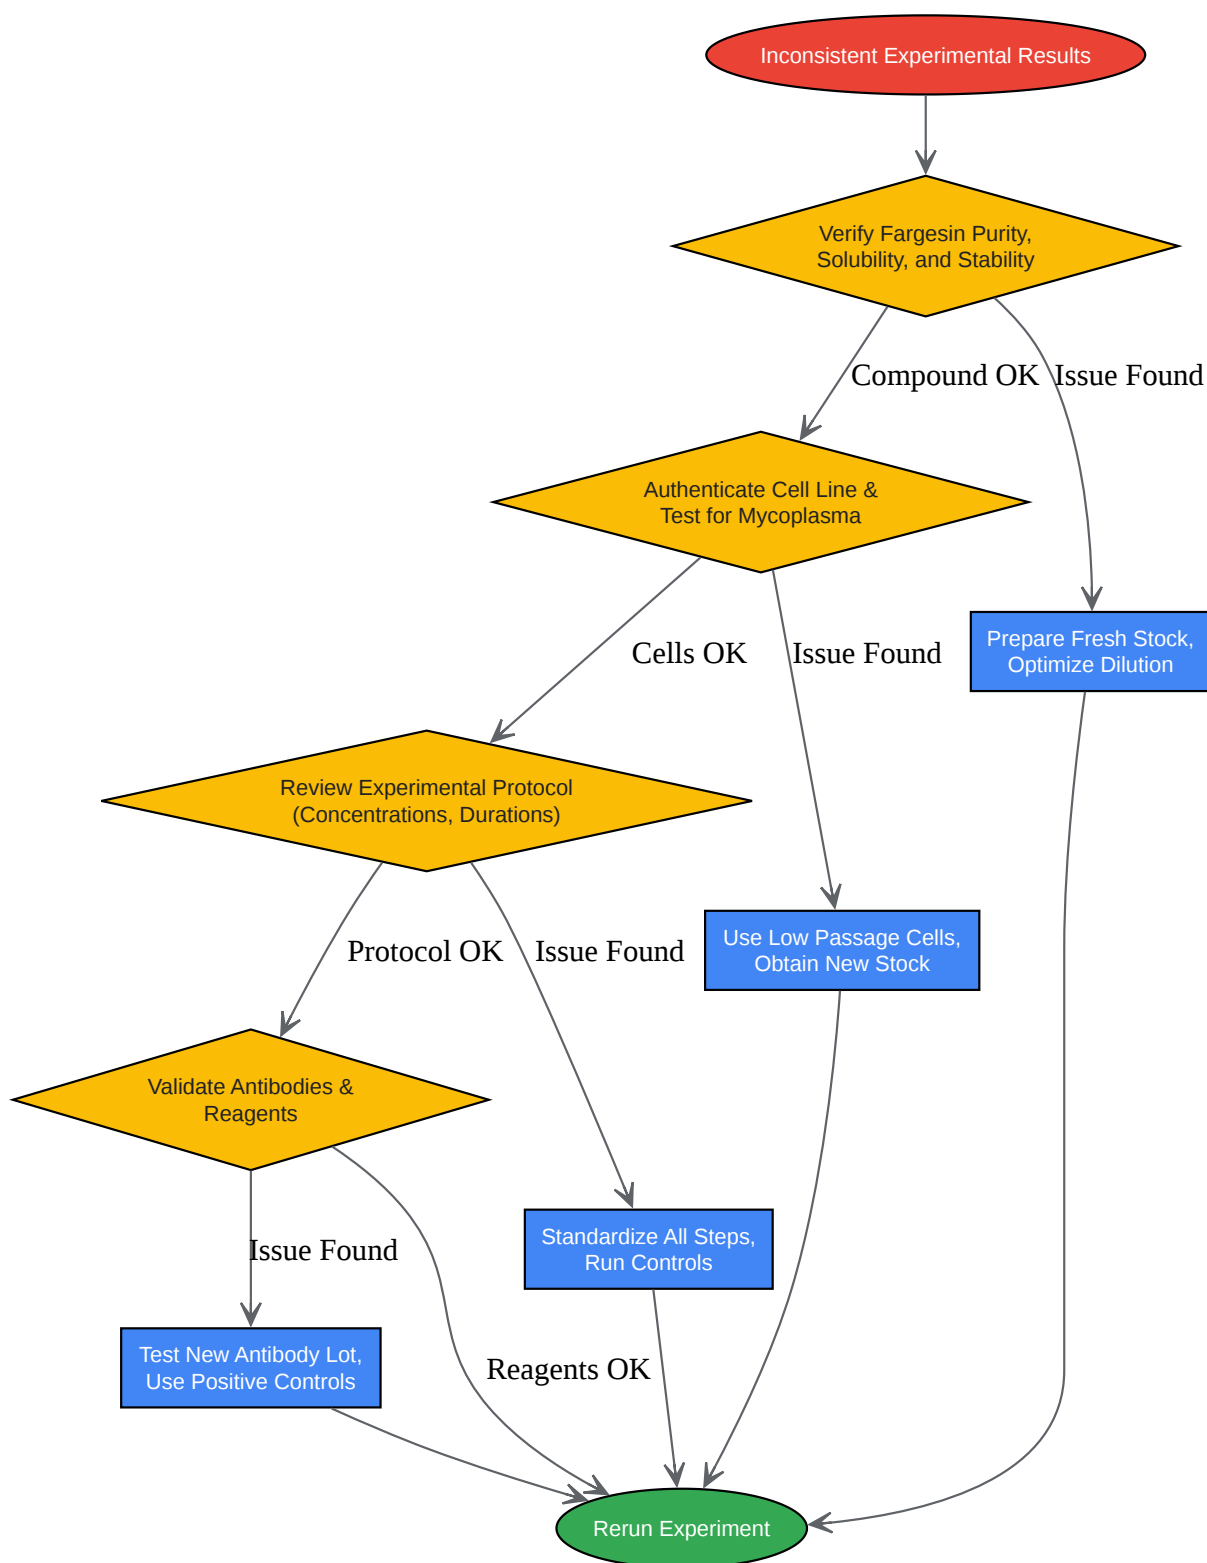 Inconsistent Experimental Results
Verify Fargesin Purity,
Solubility, and Stability
Compound OK
Issue Found
Authenticate Cell Line &
Test for Mycoplasma
Prepare Fresh Stock,
Optimize Dilution
Cells OK
Issue Found
Review Experimental Protocol
(Concentrations, Durations)
Use Low Passage Cells,
Obtain New Stock
Protocol OK
Issue Found
Validate Antibodies &
Reagents
Standardize All Steps,
Run Controls
Issue Found
Test New Antibody Lot,
Use Positive Controls
Reagents OK
Rerun Experiment